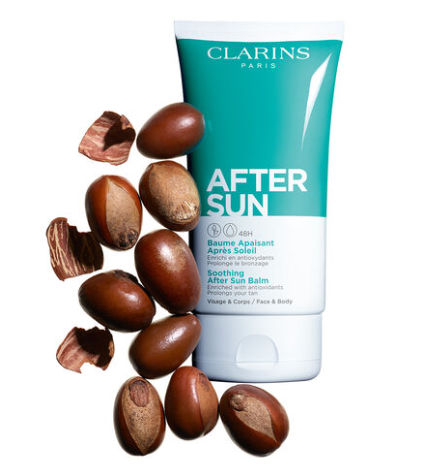 CLARINS
PARIS
AFTER
SUN
48H
Baume Apaisant
Après Soleil
Enrichi en antioxydants
Prolonge le bronzage
Soothing
After Sun Balm
Enriched with antioxidants
Prolongs your tan
Visage & Corps / Face & Body